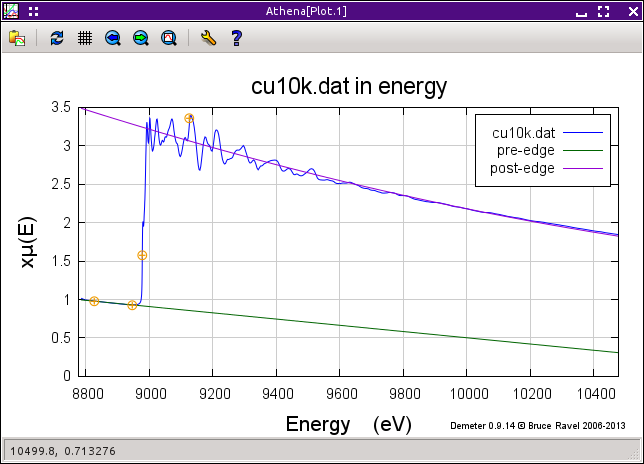 Athena[Plot.1]
cu10k.dat in energy
cu10k.dat
pre-edge
post-edge
3.5
3
2.5
2
1.5
1
0.5
0
xμ(E)
8800 9000 9200 9400 9600 9800 10000 10200 10400
Energy (eV)
Demeter 0.9.14 © Bruce Ravel 2006-2013
10499.8, 0.713276